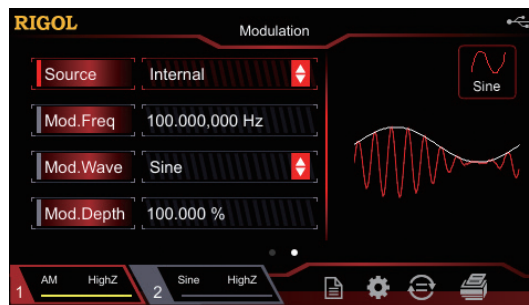 RIGOL
Modulation
Source Internal
Sine
Mod.Freq 100.000,000 Hz
Mod.Wave Sine
Mod.Depth 100.000 %
1 AM HighZ 2 Sine HighZ